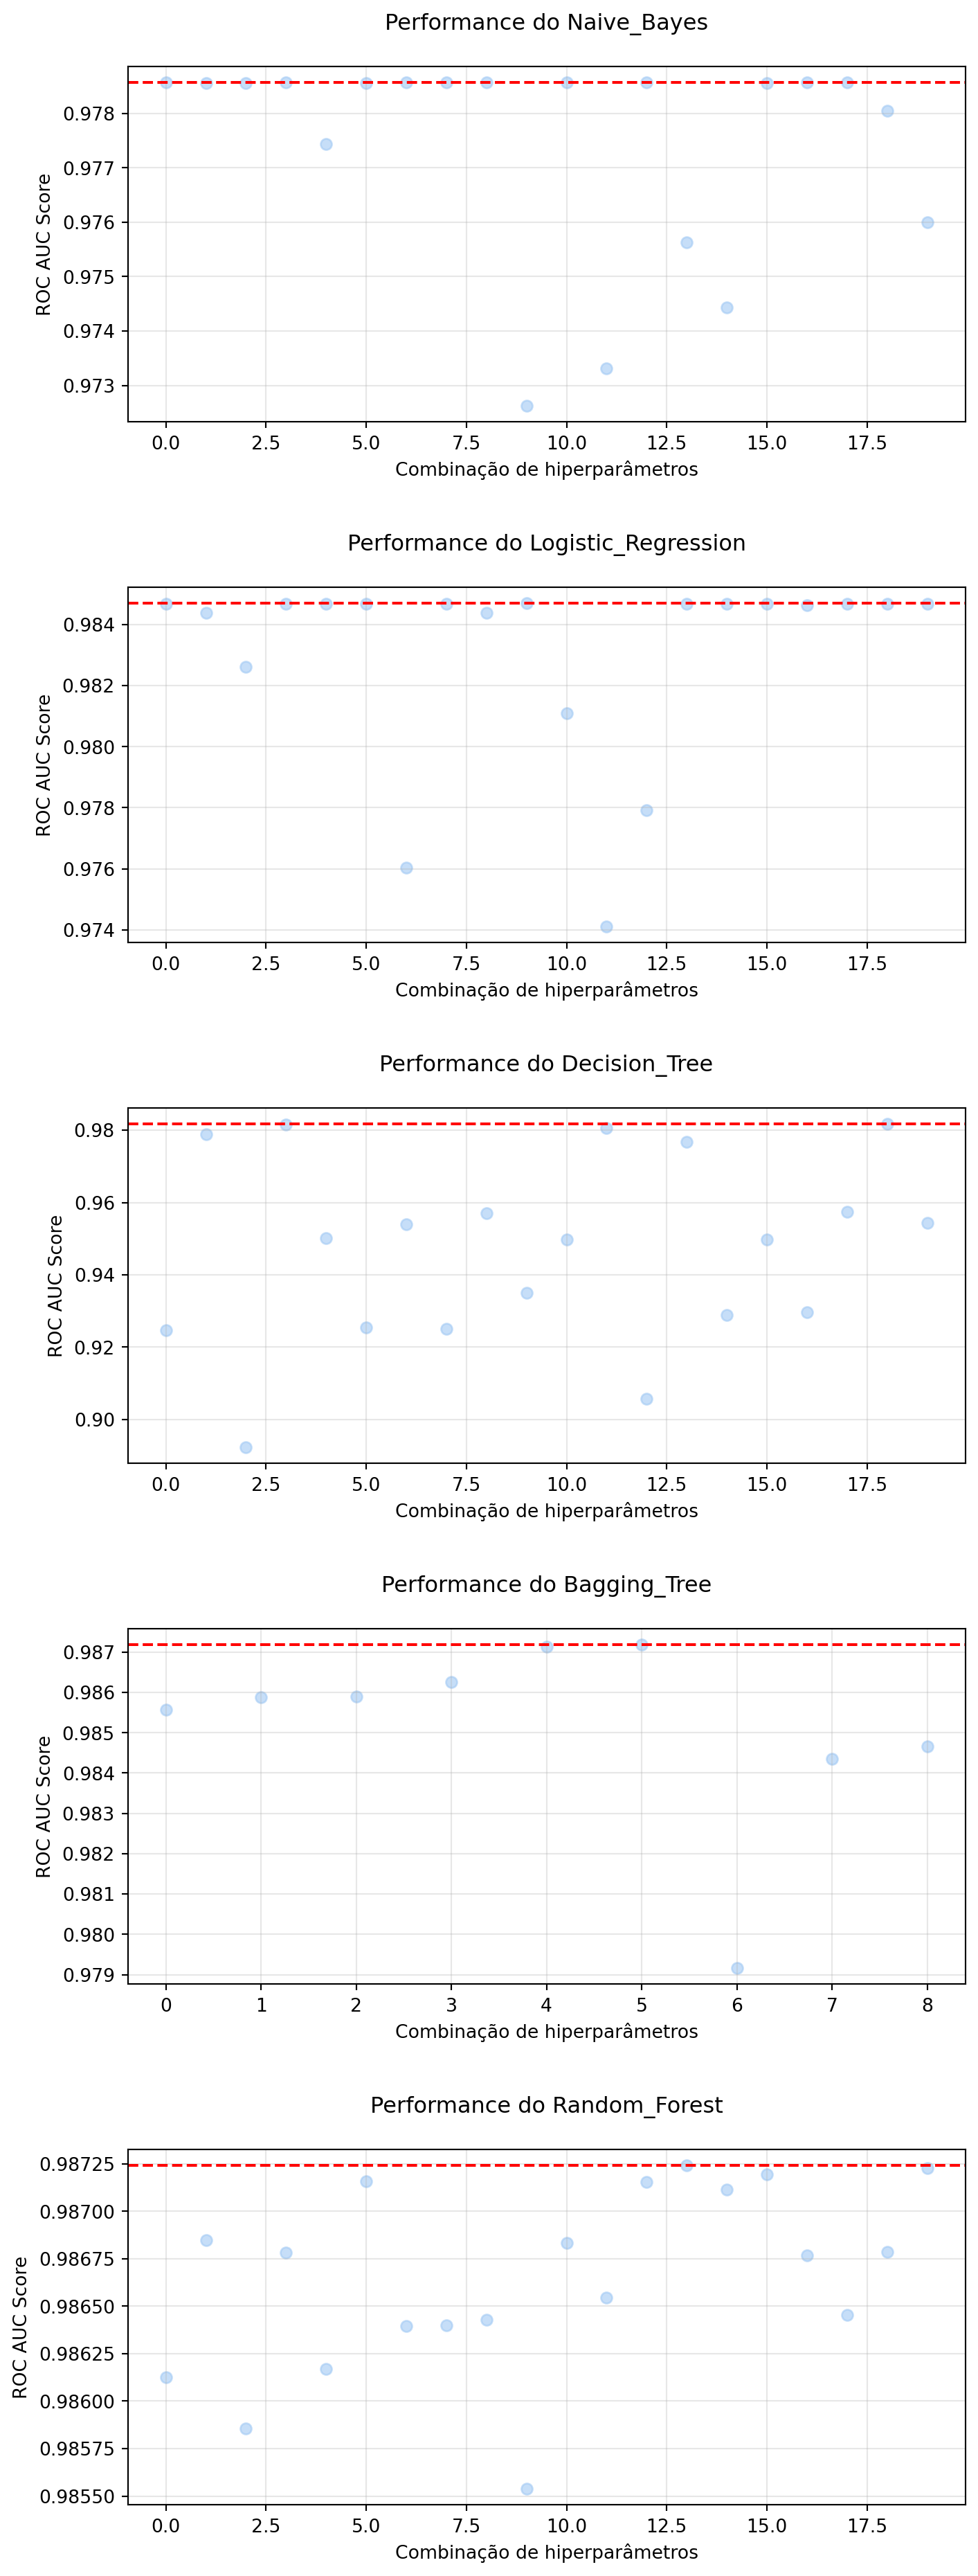 Performance do Naive_Bayes
ROC AUC Score
0.978
0.977
0.976
0.975
0.974
0.973
0.0 2.5 5.0 7.5 10.0 12.5 15.0 17.5
Combinação de hiperparâmetros
Performance do Logistic_Regression
ROC AUC Score
0.984
0.982
0.980
0.978
0.976
0.974
0.0 2.5 5.0 7.5 10.0 12.5 15.0 17.5
Combinação de hiperparâmetros
Performance do Decision_Tree
ROC AUC Score
0.98
0.96
0.94
0.92
0.90
0.0 2.5 5.0 7.5 10.0 12.5 15.0 17.5
Combinação de hiperparâmetros
Performance do Bagging_Tree
ROC AUC Score
0.987
0.986
0.985
0.984
0.983
0.982
0.981
0.980
0.979
0 1 2 3 4 5 6 7 8
Combinação de hiperparâmetros
Performance do Random_Forest
ROC AUC Score
0.98725
0.98700
0.98675
0.98650
0.98625
0.98600
0.98575
0.98550
0.0 2.5 5.0 7.5 10.0 12.5 15.0 17.5
Combinação de hiperparâmetros